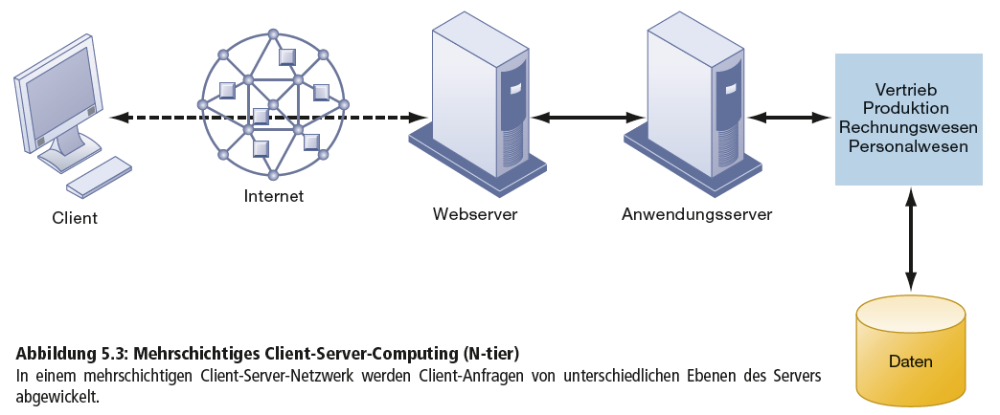 Vertrieb
Produktion
Rechnungswesen
Personalwesen
Internet
Client
Webserver
Anwendungsserver
Daten
Abbildung 5.3: Mehrschichtiges Client-Server-Computing (N-tier)
In einem mehrschichtigen Client-Server-Netzwerk werden Client-Anfragen von unterschiedlichen Ebenen des Servers
abgewickelt.